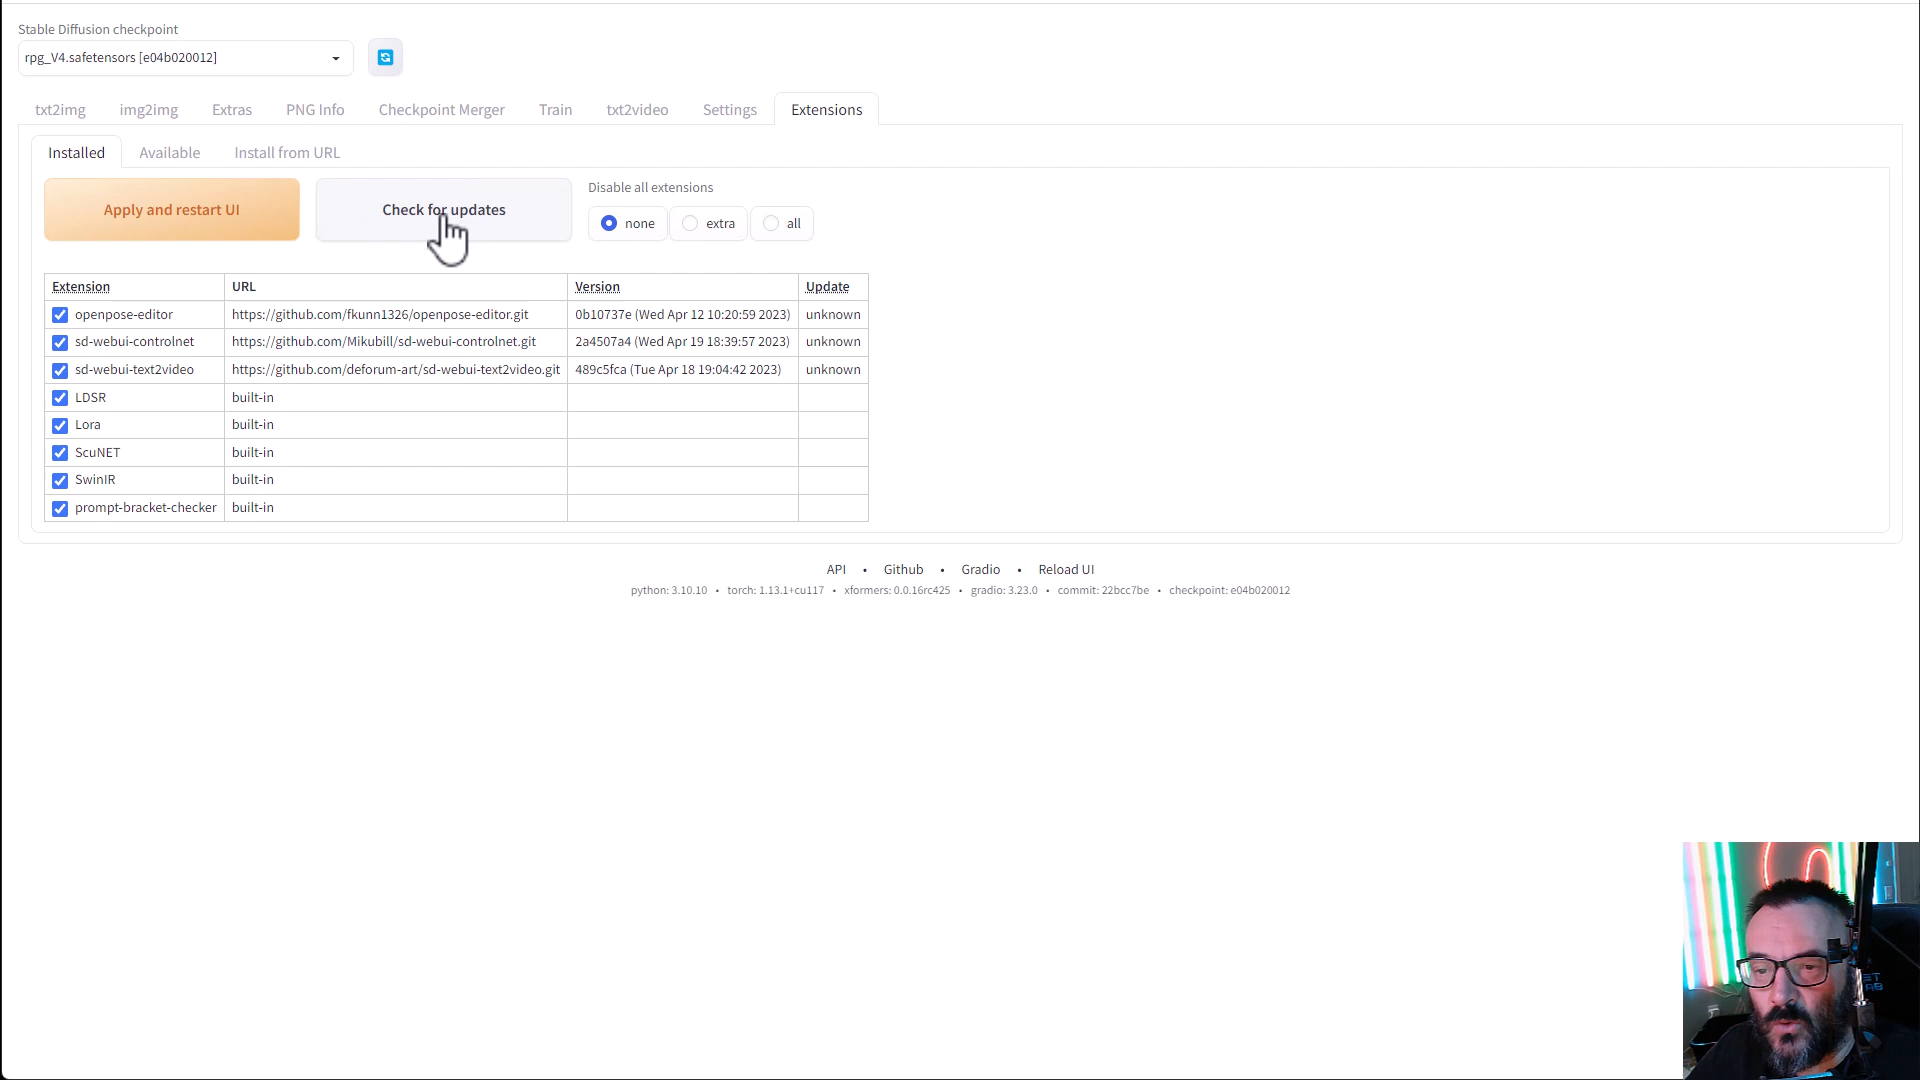 Stable Diffusion checkpoint
rpg_V4.safetensors [e04b020012]
txt2img img2img Extras PNG Info Checkpoint Merger Train txt2video Settings Extensions
Installed Available Install from URL
Apply and restart UI Check for updates
Disable all extensions
none extra all
Extension URL Version Update
openpose-editor https://github.com/fkunn1326/openpose-editor.git 0b10737e (Wed Apr 12 10:20:59 2023) unknown
sd-webui-controlnet https://github.com/Mikubill/sd-webui-controlnet.git 2a4507a4 (Wed Apr 19 18:39:57 2023) unknown
sd-webui-text2video https://github.com/deforum-art/sd-webui-text2video.git 489c5fca (Tue Apr 18 19:04:42 2023) unknown
LDSR built-in
Lora built-in
ScuNET built-in
SwinIR built-in
prompt-bracket-checker built-in
API • Github • Gradio • Reload UI
python: 3.10.10 • torch: 1.13.1+cu117 • xformers: 0.0.16rc425 • gradio: 3.23.0 • commit: 22bcc7be • checkpoint: e04b020012